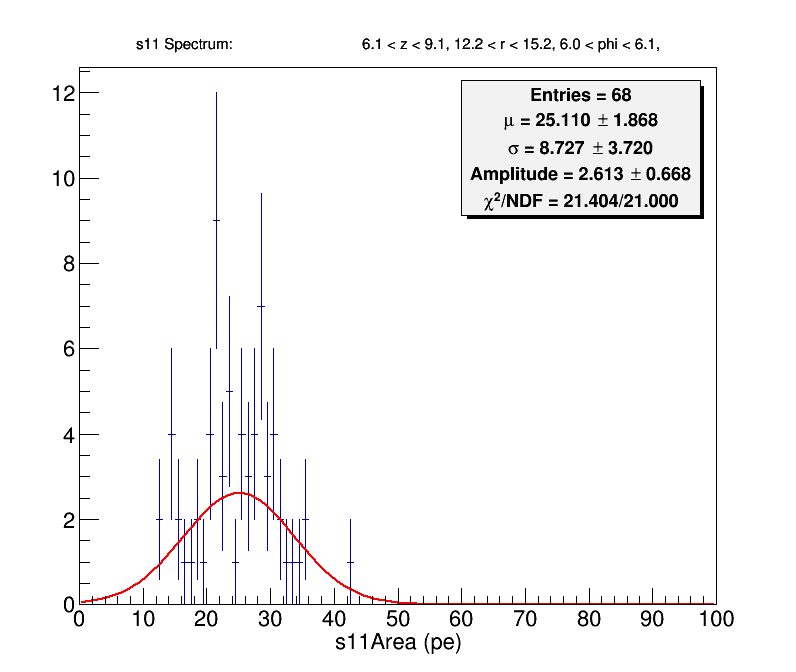 s11 Spectrum: 6.1 < z < 9.1, 12.2 < r < 15.2, 6.0 < phi < 6.1,
Entries = 68
μ = 25.110 ± 1.868
σ = 8.727 ± 3.720
Amplitude = 2.613 ± 0.668
χ²/NDF = 21.404/21.000
12
10
8
6
4
2
0
0 10 20 30 40 50 60 70 80 90 100
s11Area (pe)